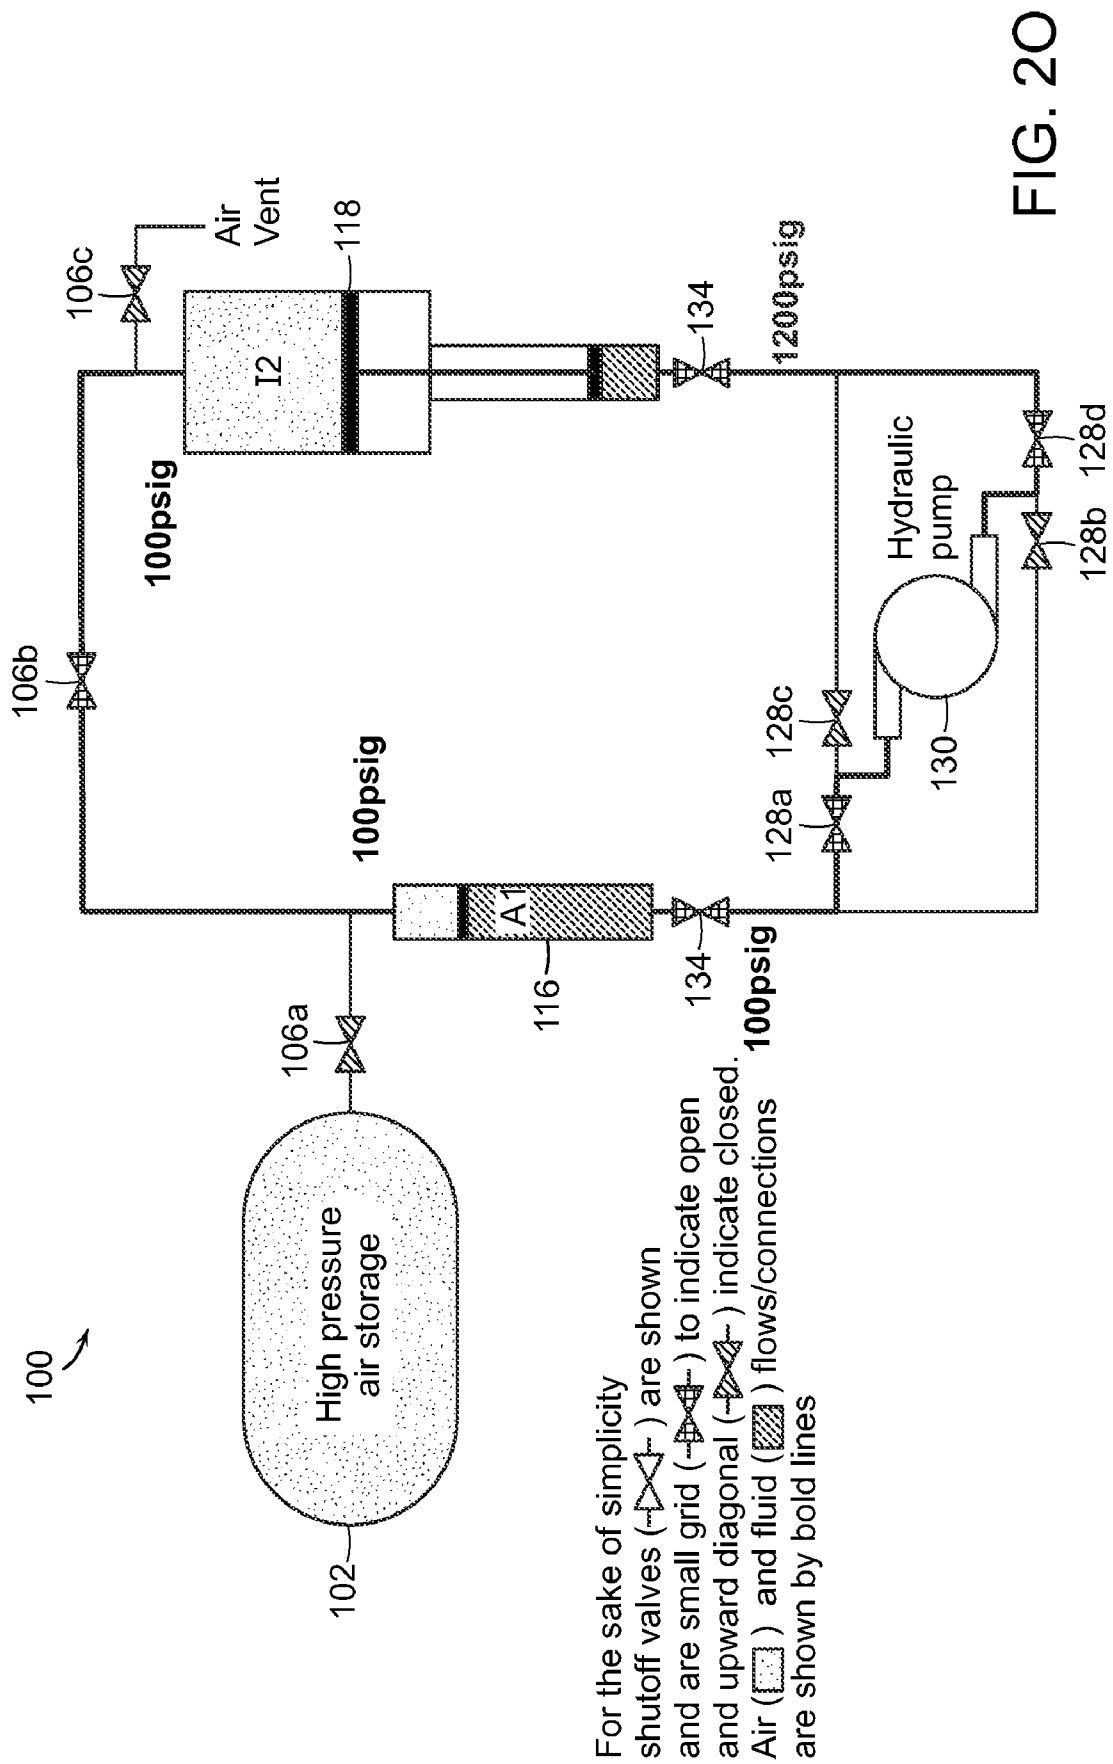 100
102
High pressure
air storage
106a
106b
106c
Air
Vent
100psig
I2
118
100psig
A1
116
134
100psig
134
1200psig
128a
128c
Hydraulic
pump
130
128b
128d
For the sake of simplicity
shutoff valves ( ) are shown
and are small grid ( ) to indicate open
and upward diagonal ( ) indicate closed.
Air ( ) and fluid ( ) flows/connections
are shown by bold lines
FIG. 2O